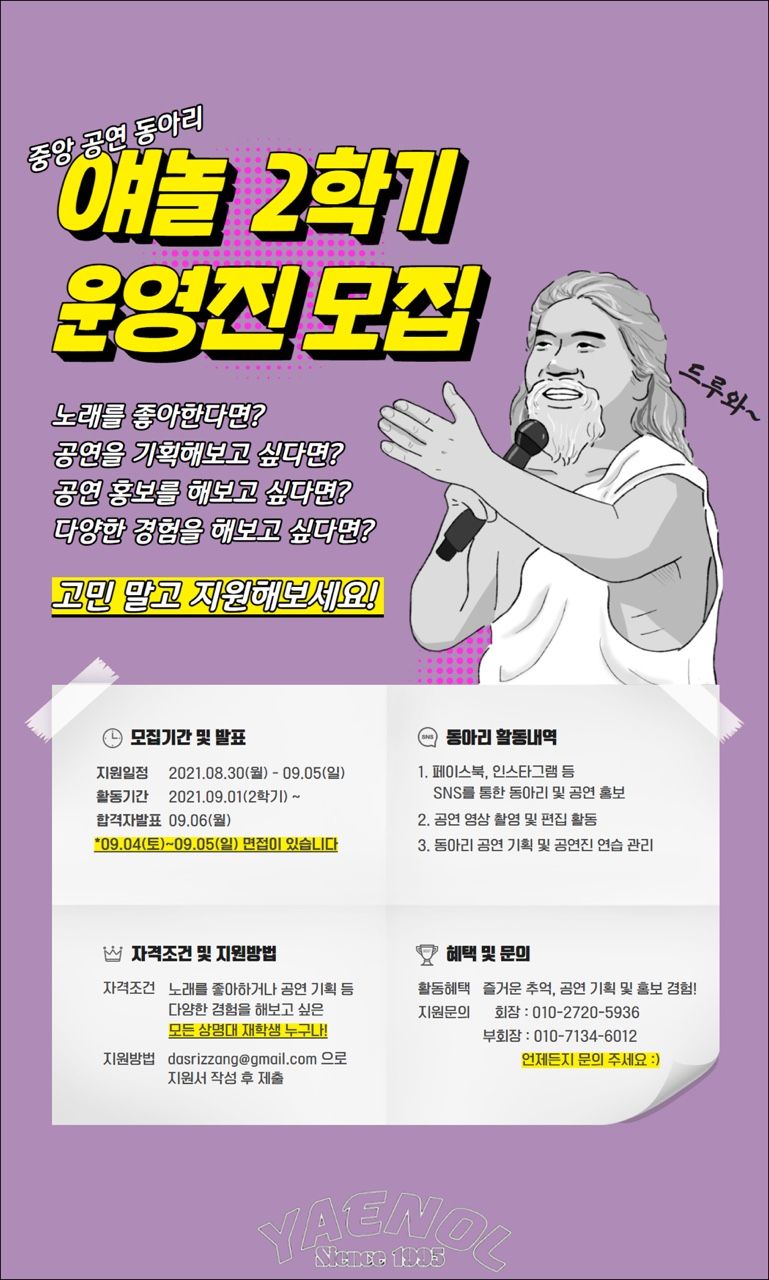 중앙 공연 동아리
얘놀 2학기
운영진 모집
드루와~
노래를 좋아한다면?
공연을 기획해보고 싶다면?
공연 홍보를 해보고 싶다면?
다양한 경험을 해보고 싶다면?
고민 말고 지원해보세요!
모집기간 및 발표
지원일정 2021.08.30(월) - 09.05(일)
활동기간 2021.09.01(2학기) ~
합격자발표 09.06(월)
*09.04(토)~09.05(일) 면접이 있습니다
SNS
동아리 활동내역
1. 페이스북, 인스타그램 등
SNS를 통한 동아리 및 공연 홍보
2. 공연 영상 촬영 및 편집 활동
3. 동아리 공연 기획 및 공연진 연습 관리
자격조건 및 지원방법
자격조건 노래를 좋아하거나 공연 기획 등
다양한 경험을 해보고 싶은
모든 상명대 재학생 누구나!
지원방법 dasrizzang@gmail.com 으로
지원서 작성 후 제출
혜택 및 문의
활동혜택 즐거운 추억, 공연 기획 및 홀보 경험!
지원문의 회장 : 010-2720-5936
부회장 : 010-7134-6012
언제든지 문의 주세요 :)
YAENOL
Sience 1995